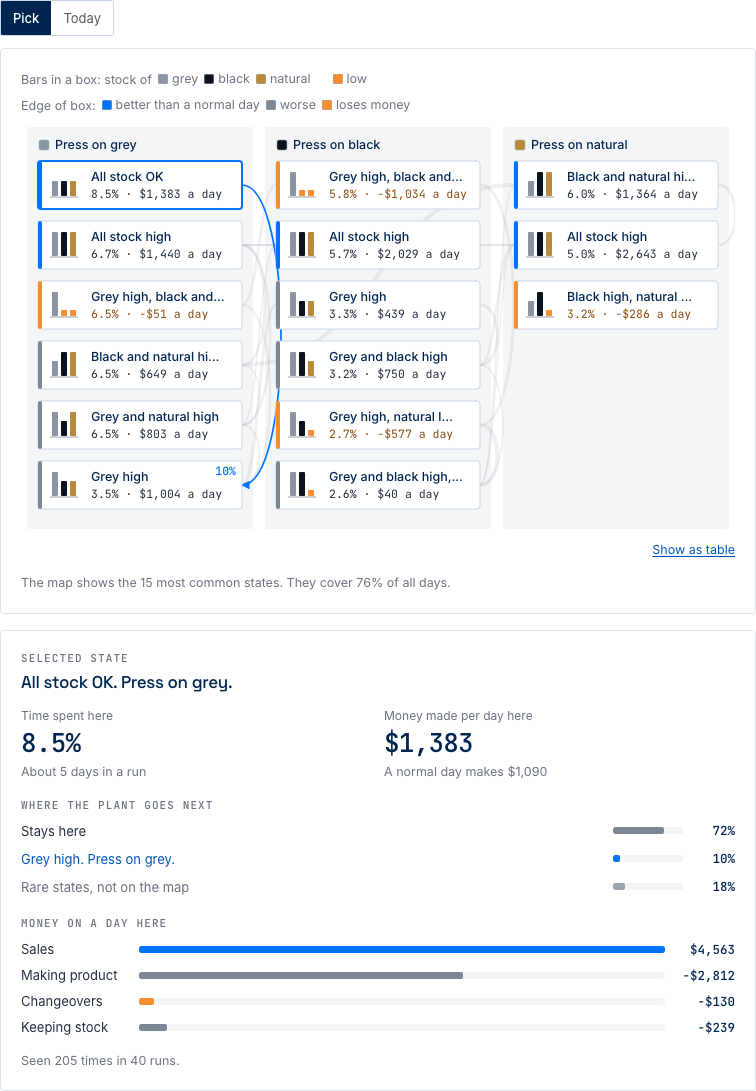 Pick Today
Bars in a box: stock of grey black natural low
Edge of box: better than a normal day worse loses money
Press on grey
All stock OK
8.5% · $1,383 a day
All stock high
6.7% · $1,440 a day
Grey high, black and...
6.5% · -$51 a day
Black and natural hi...
6.5% · $649 a day
Grey and natural high
6.5% · $803 a day
10%
Grey high
3.5% · $1,004 a day
Press on black
Grey high, black and...
5.8% · -$1,034 a day
All stock high
5.7% · $2,029 a day
Grey high
3.3% · $439 a day
Grey and black high
3.2% · $750 a day
Grey high, natural l...
2.7% · -$577 a day
Grey and black high,...
2.6% · $40 a day
Press on natural
Black and natural hi...
6.0% · $1,364 a day
All stock high
5.0% · $2,643 a day
Black high, natural ...
3.2% · -$286 a day
Show as table
The map shows the 15 most common states. They cover 76% of all days.
SELECTED STATE
All stock OK. Press on grey.
Time spent here
8.5%
About 5 days in a run
Money made per day here
$1,383
A normal day makes $1,090
WHERE THE PLANT GOES NEXT
Stays here 72%
Grey high. Press on grey. 10%
Rare states, not on the map 18%
MONEY ON A DAY HERE
Sales $4,563
Making product -$2,812
Changeovers -$130
Keeping stock -$239
Seen 205 times in 40 runs.